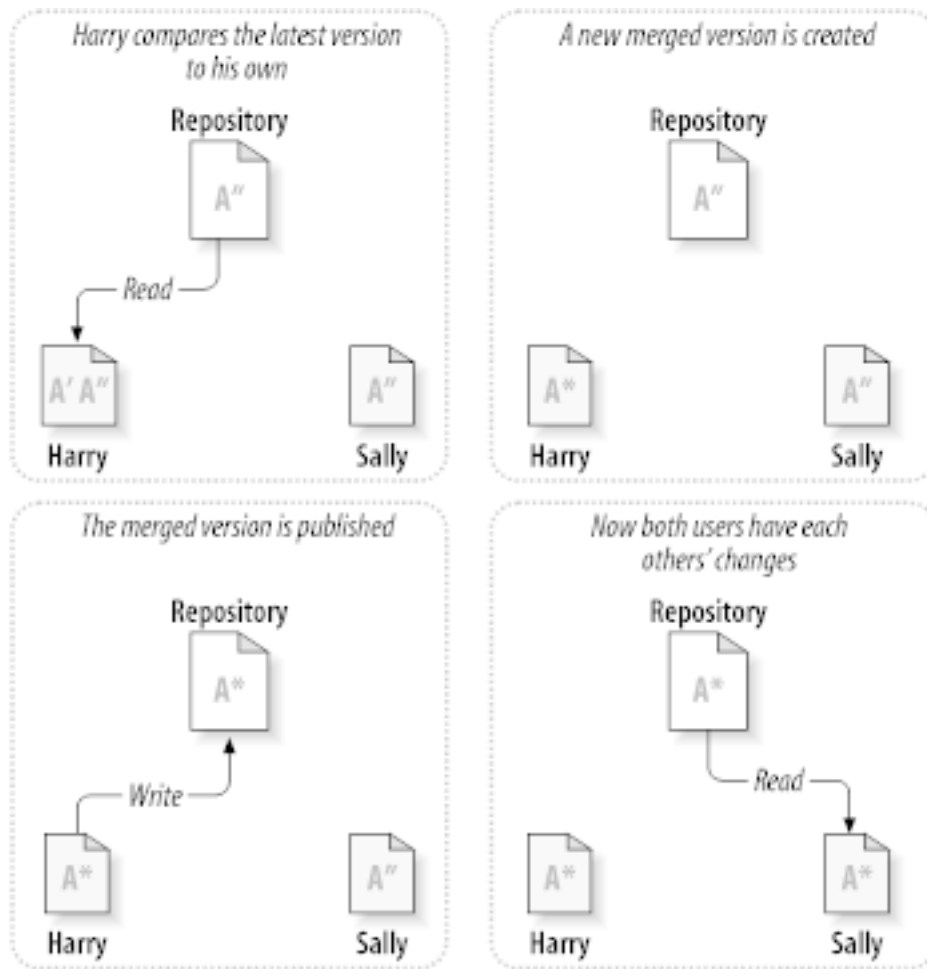 Harry compares the latest version
to his own
Repository
A″
Read
A′ A″
A″
Harry
Sally
A new merged version is created
Repository
A″
A*
A″
Harry
Sally
The merged version is published
Repository
A*
Write
A*
A″
Harry
Sally
Now both users have each
others’ changes
Repository
A*
Read
A*
A*
Harry
Sally